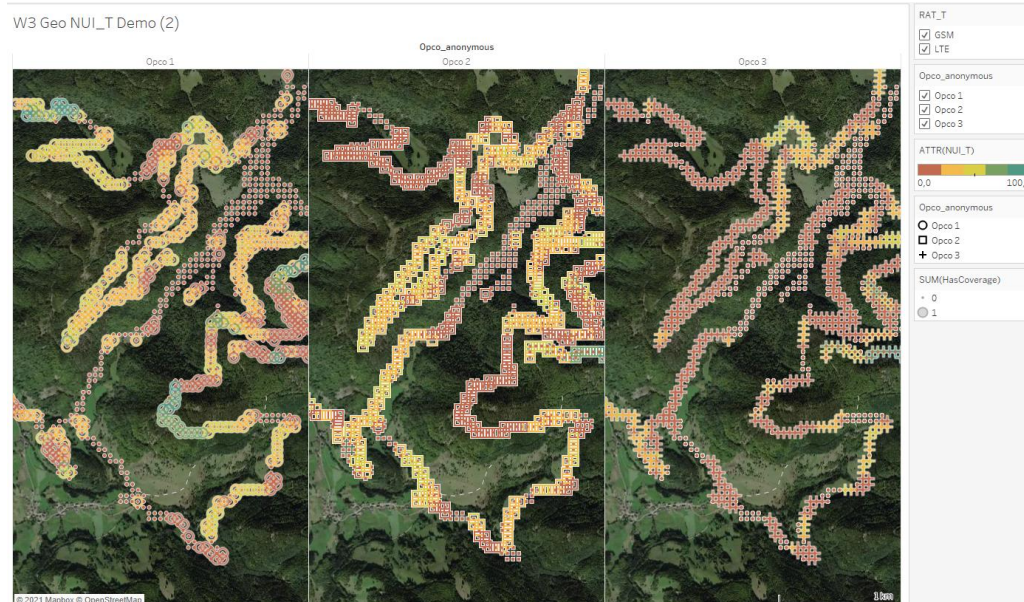 W3 Geo NUI_T Demo (2)
Opco_anonymous
Opco 1
Opco 2
Opco 3
© 2021 Mapbox © OpenStreetMap
1 km
RAT_T
GSM
LTE
Opco_anonymous
Opco 1
Opco 2
Opco 3
ATTR(NUI_T)
0,0
100,
Opco_anonymous
Opco 1
Opco 2
Opco 3
SUM(HasCoverage)
0
1